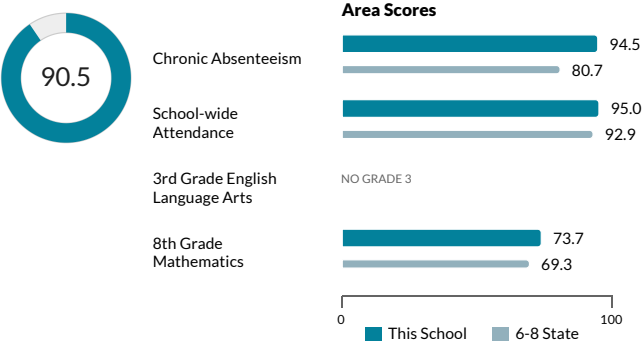 Area Scores
90.5
Chronic Absenteeism
94.5
80.7
School-wide
Attendance
95.0
92.9
3rd Grade English
Language Arts
NO GRADE 3
8th Grade
Mathematics
73.7
69.3
0
100
This School
6-8 State